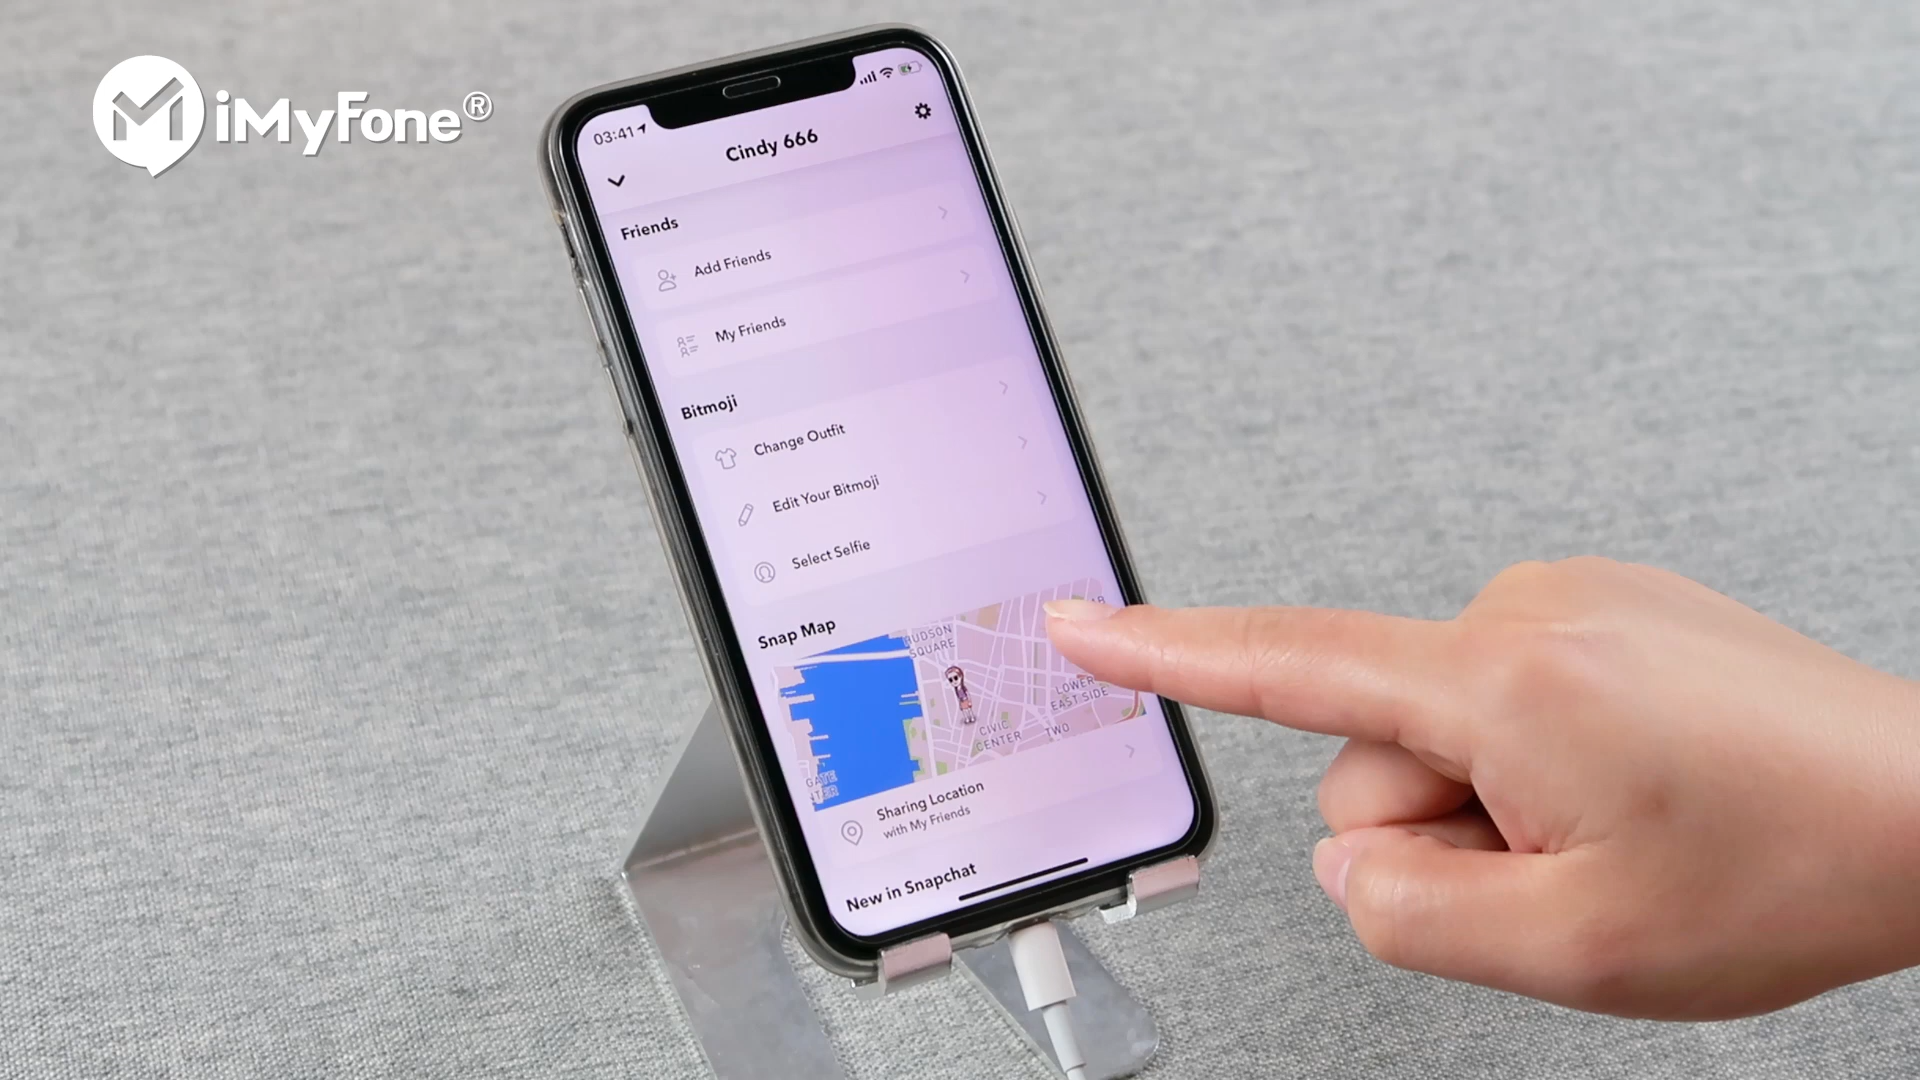 iMyFone®
03:41
Cindy 666
Friends
Add Friends
My Friends
Bitmoji
Change Outfit
Edit Your Bitmoji
Select Selfie
Snap Map
HUDSON
SQUARE
LOWER
EAST SIDE
CIVIC
CENTER
TWO
GATE
Sharing Location
with My Friends
New in Snapchat